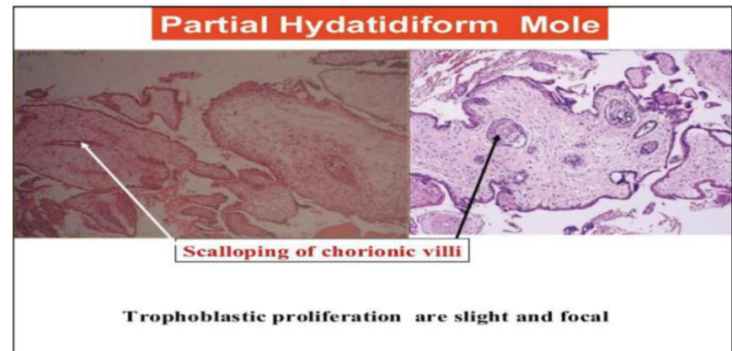 Partial Hydatidiform Mole
Scalloping of chorionic villi
Trophoblastic proliferation are slight and focal